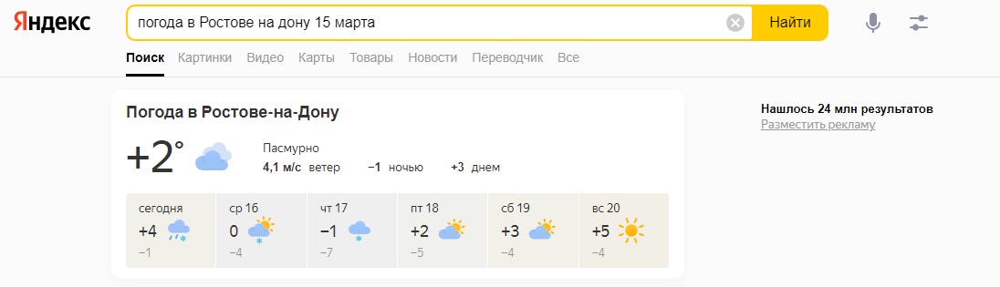 Яндекс
погода в Ростове на дону 15 марта
Найти
Поиск Картинки Видео Карты Товары Новости Переводчик Все
Погода в Ростове-на-Дону
+2°
Пасмурно
4,1 м/с ветер −1 ночью +3 днем
сегодня ср 16 чт 17 пт 18 сб 19 вс 20
+4 0 −1 +2 +3 +5
−1 −4 −7 −5 −4 −4
Нашлось 24 млн результатов
Разместить рекламу